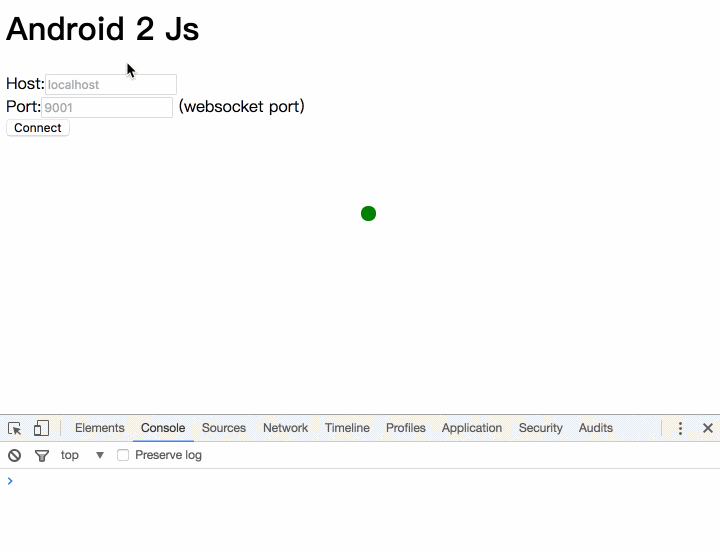 Android 2 Js
Host: localhost
Port: 9001 (websocket port)
Connect
Elements Console Sources Network Timeline Profiles Application Security Audits
top Preserve log